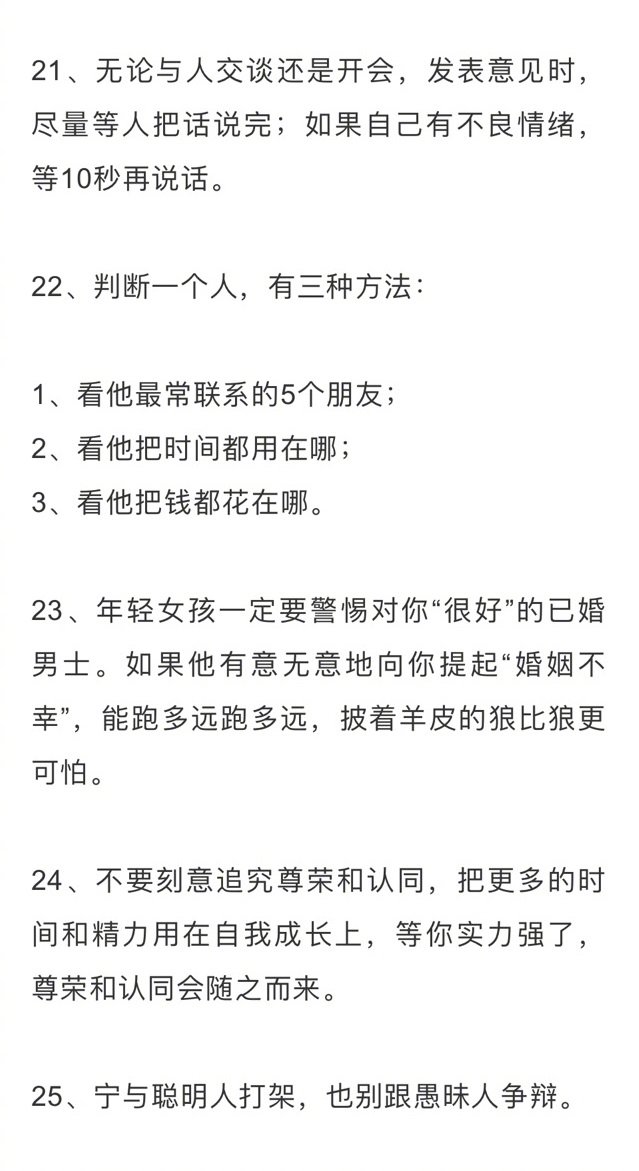 21、无论与人交谈还是开会，发表意见时，
尽量等人把话说完；如果自己有不良情绪，
等10秒再说话。
22、判断一个人，有三种方法：
1、看他最常联系的5个朋友；
2、看他把时间都用在哪；
3、看他把钱都花在哪。
23、年轻女孩一定要警惕对你“很好”的已婚
男士。如果他有意无意地向你提起“婚姻不
幸”，能跑多远跑多远，披着羊皮的狼比狼更
可怕。
24、不要刻意追究尊荣和认同，把更多的时
间和精力用在自我成长上，等你实力强了，
尊荣和认同会随之而来。
25、宁与聪明人打架，也别跟愚昧人争辩。